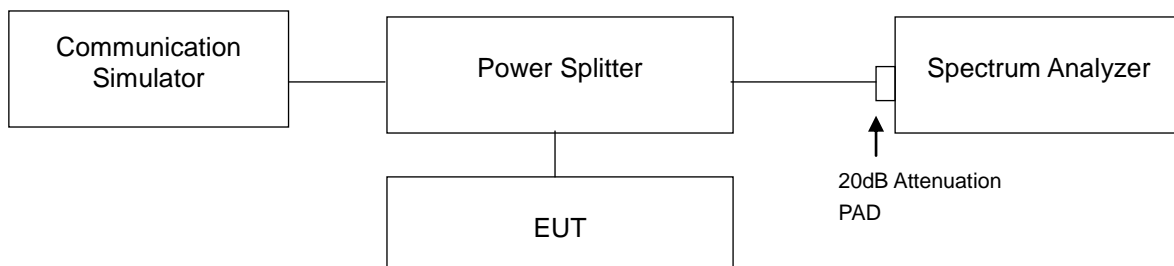 Communication
Simulator
Power Splitter
Spectrum Analyzer
20dB Attenuation
PAD
EUT